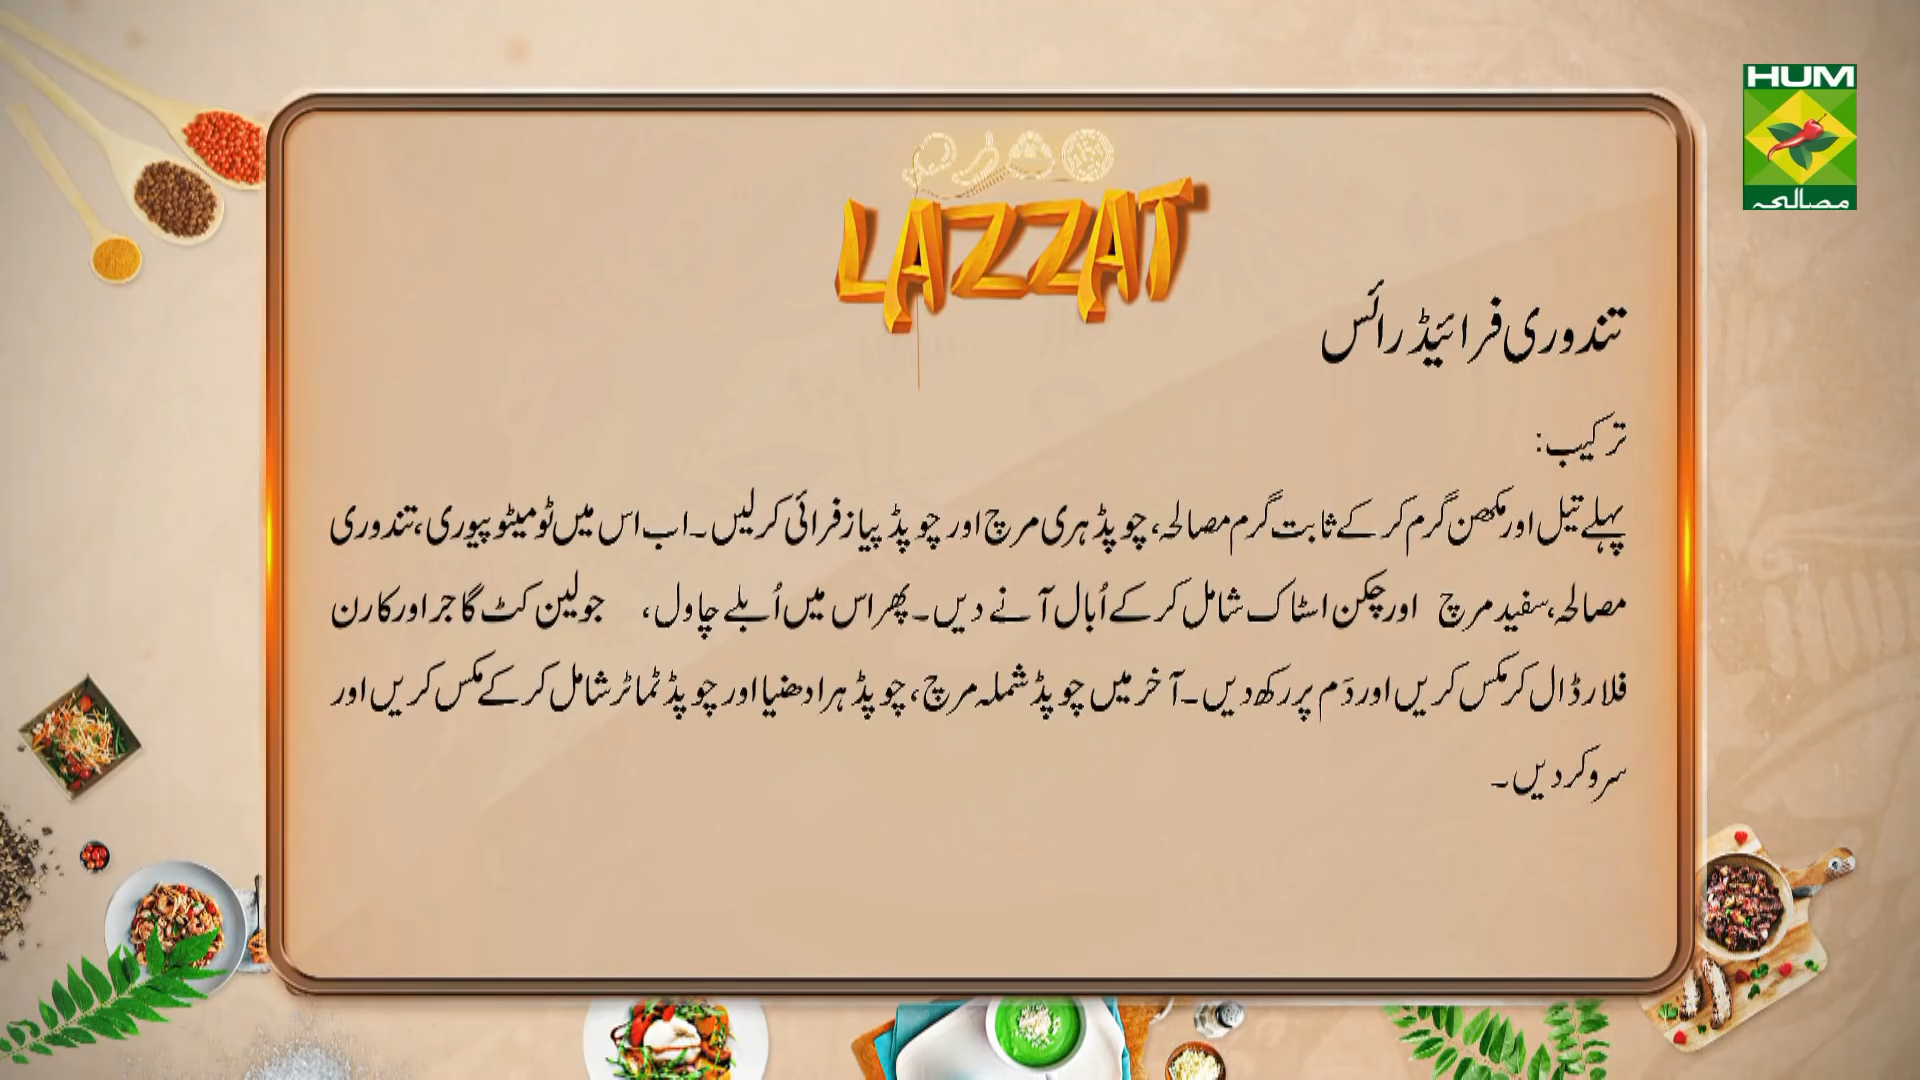 HUM
مصالحہ
LAZZAT
تندوری فرائیڈ رائس
ترکیب:
پہلے تیل اور مکھن گرم کر کے ثابت گرم مصالحہ، چوپڈ ہری مرچ اور چوپڈ پیاز فرائی کرلیں۔ اب اس میں ٹومیٹو پیوری، تندوری
مصالحہ، سفید مرچ اور چکن اسٹاک شامل کر کے اُبال آنے دیں۔ پھر اس میں اُبلے چاول، جولین کٹ گاجر اور کارن
فلار ڈال کر مکس کریں اور دَم پر رکھ دیں۔ آخر میں چوپڈ شملہ مرچ، چوپڈ ہرا دھنیا اور چوپڈ ٹماٹر شامل کر کے مکس کریں اور
سرو کر دیں۔